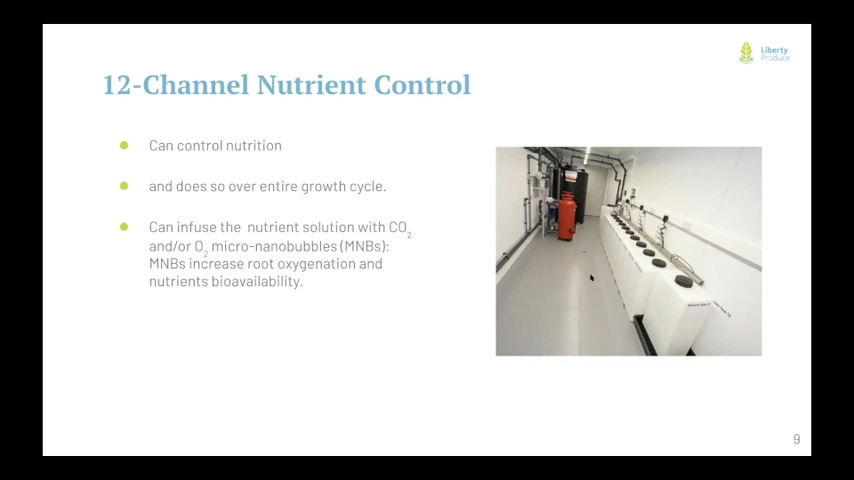 Liberty
Produce
12-Channel Nutrient Control
Can control nutrition
and does so over entire growth cycle.
Can infuse the nutrient solution with CO2
and/or O2 micro-nanobubbles (MNBs):
MNBs increase root oxygenation and
nutrients bioavailability.
9